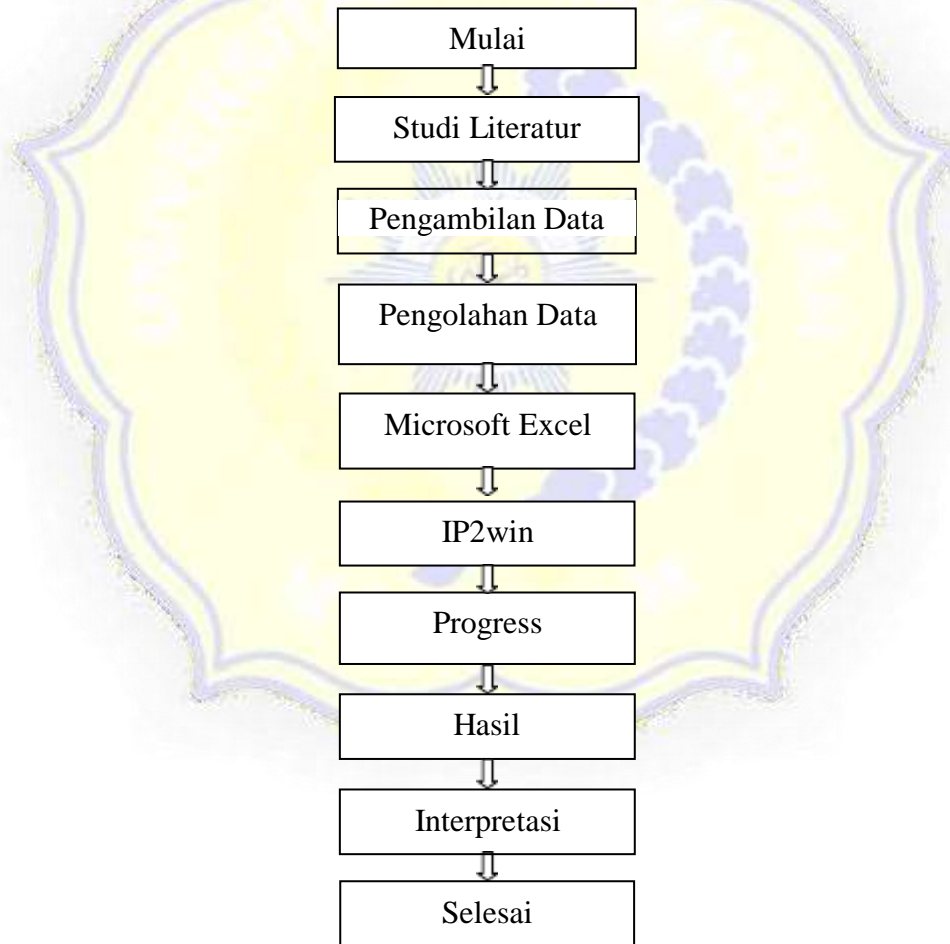 Mulai
Studi Literatur
Pengambilan Data
Pengolahan Data
Microsoft Excel
IP2win
Progress
Hasil
Interpretasi
Selesai